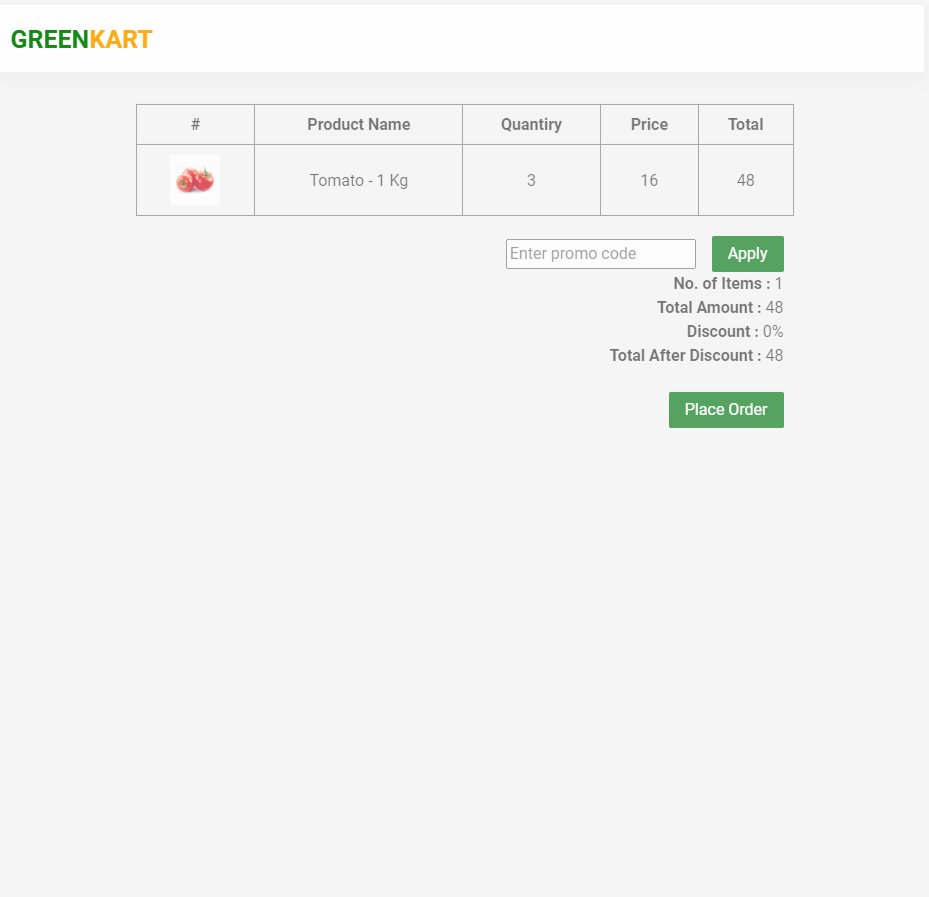 GREENKART
# Product Name Quantiry Price Total
Tomato - 1 Kg 3 16 48
Enter promo code Apply
No. of Items : 1
Total Amount : 48
Discount : 0%
Total After Discount : 48
Place Order